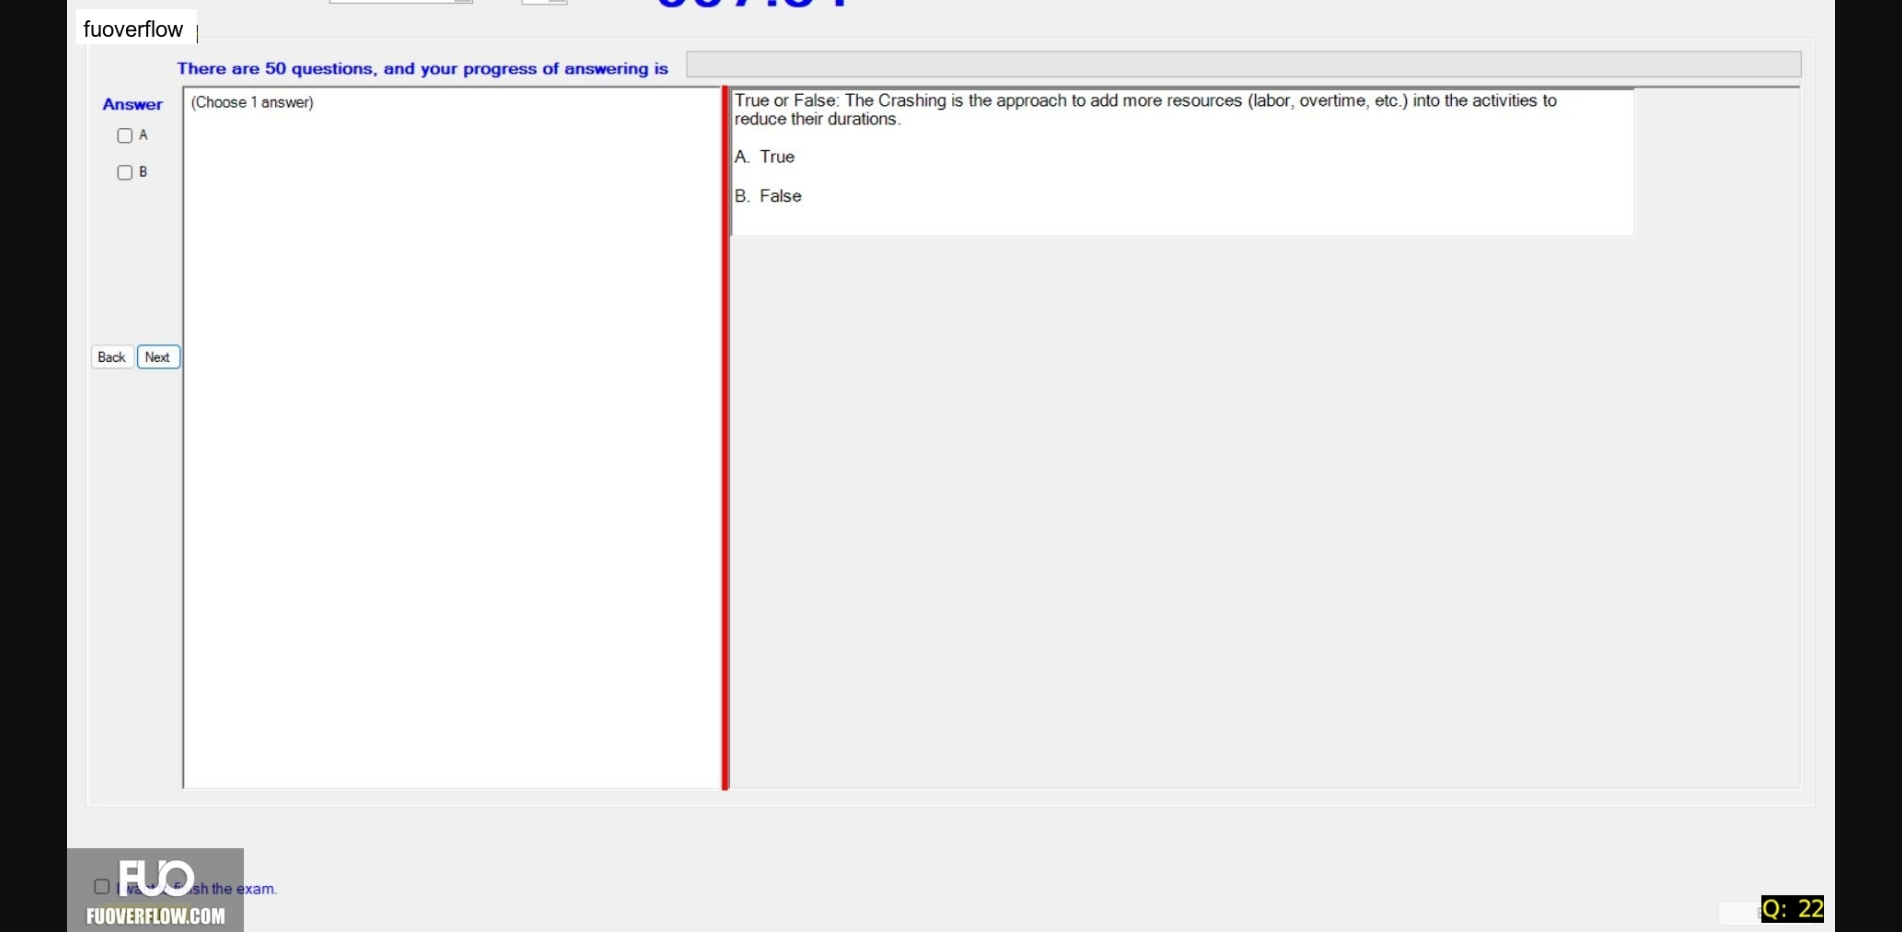 fuoverflow
There are 50 questions, and your progress of answering is
Answer
(Choose 1 answer)
A
B
True or False: The Crashing is the approach to add more resources (labor, overtime, etc.) into the activities to
reduce their durations.
A. True
B. False
Back
Next
FUO
sh the exam.
FUOVERFLOW.COM
Q: 22